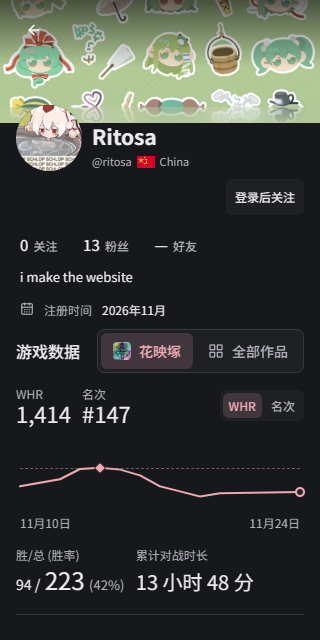 Ritosa
@ritosa China
登录后关注
0 关注 13 粉丝 — 好友
i make the website
注册时间 2026年11月
游戏数据 花映塚 全部作品
WHR 名次
1,414 #147
WHR 名次
11月10日 11月24日
胜/总 (胜率) 累计对战时长
94 / 223 (42%) 13 小时 48 分